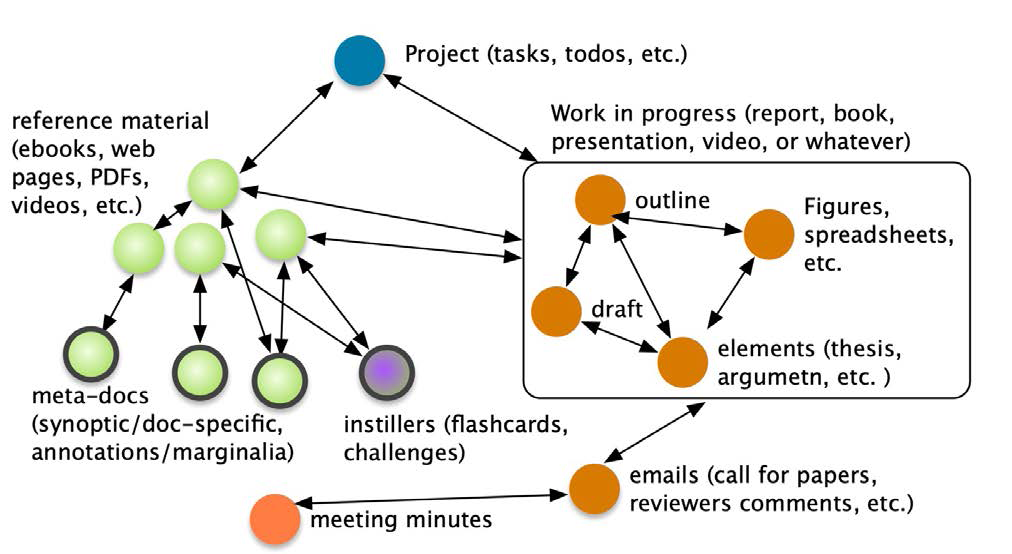 Project (tasks, todos, etc.)
reference material
(ebooks, web
pages, PDFs,
videos, etc.)
Work in progress (report, book,
presentation, video, or whatever)
outline
Figures,
spreadsheets,
etc.
draft
elements (thesis,
argumetn, etc. )
meta-docs
(synoptic/doc-specific,
annotations/marginalia)
instillers (flashcards,
challenges)
emails (call for papers,
reviewers comments, etc.)
meeting minutes